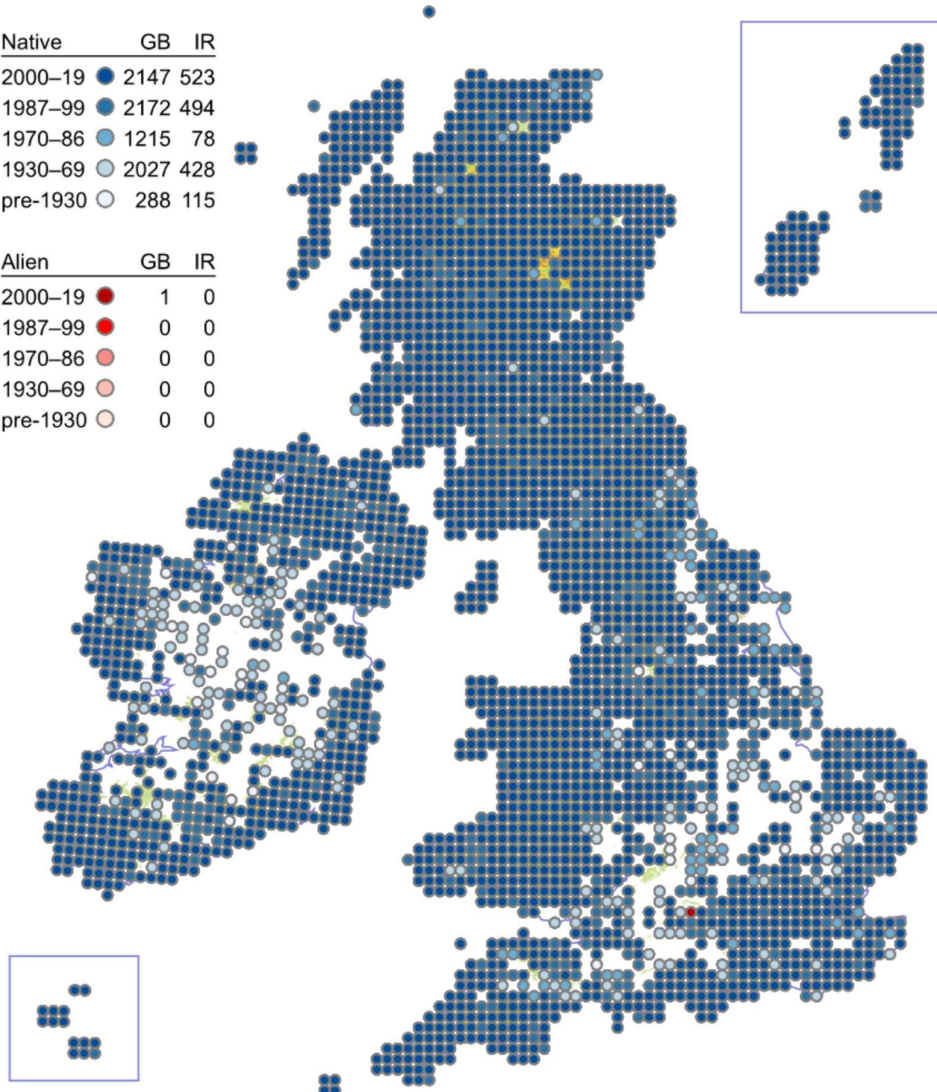 Native GB IR
2000–19 2147 523
1987–99 2172 494
1970–86 1215 78
1930–69 2027 428
pre-1930 288 115
Alien GB IR
2000–19 1 0
1987–99 0 0
1970–86 0 0
1930–69 0 0
pre-1930 0 0